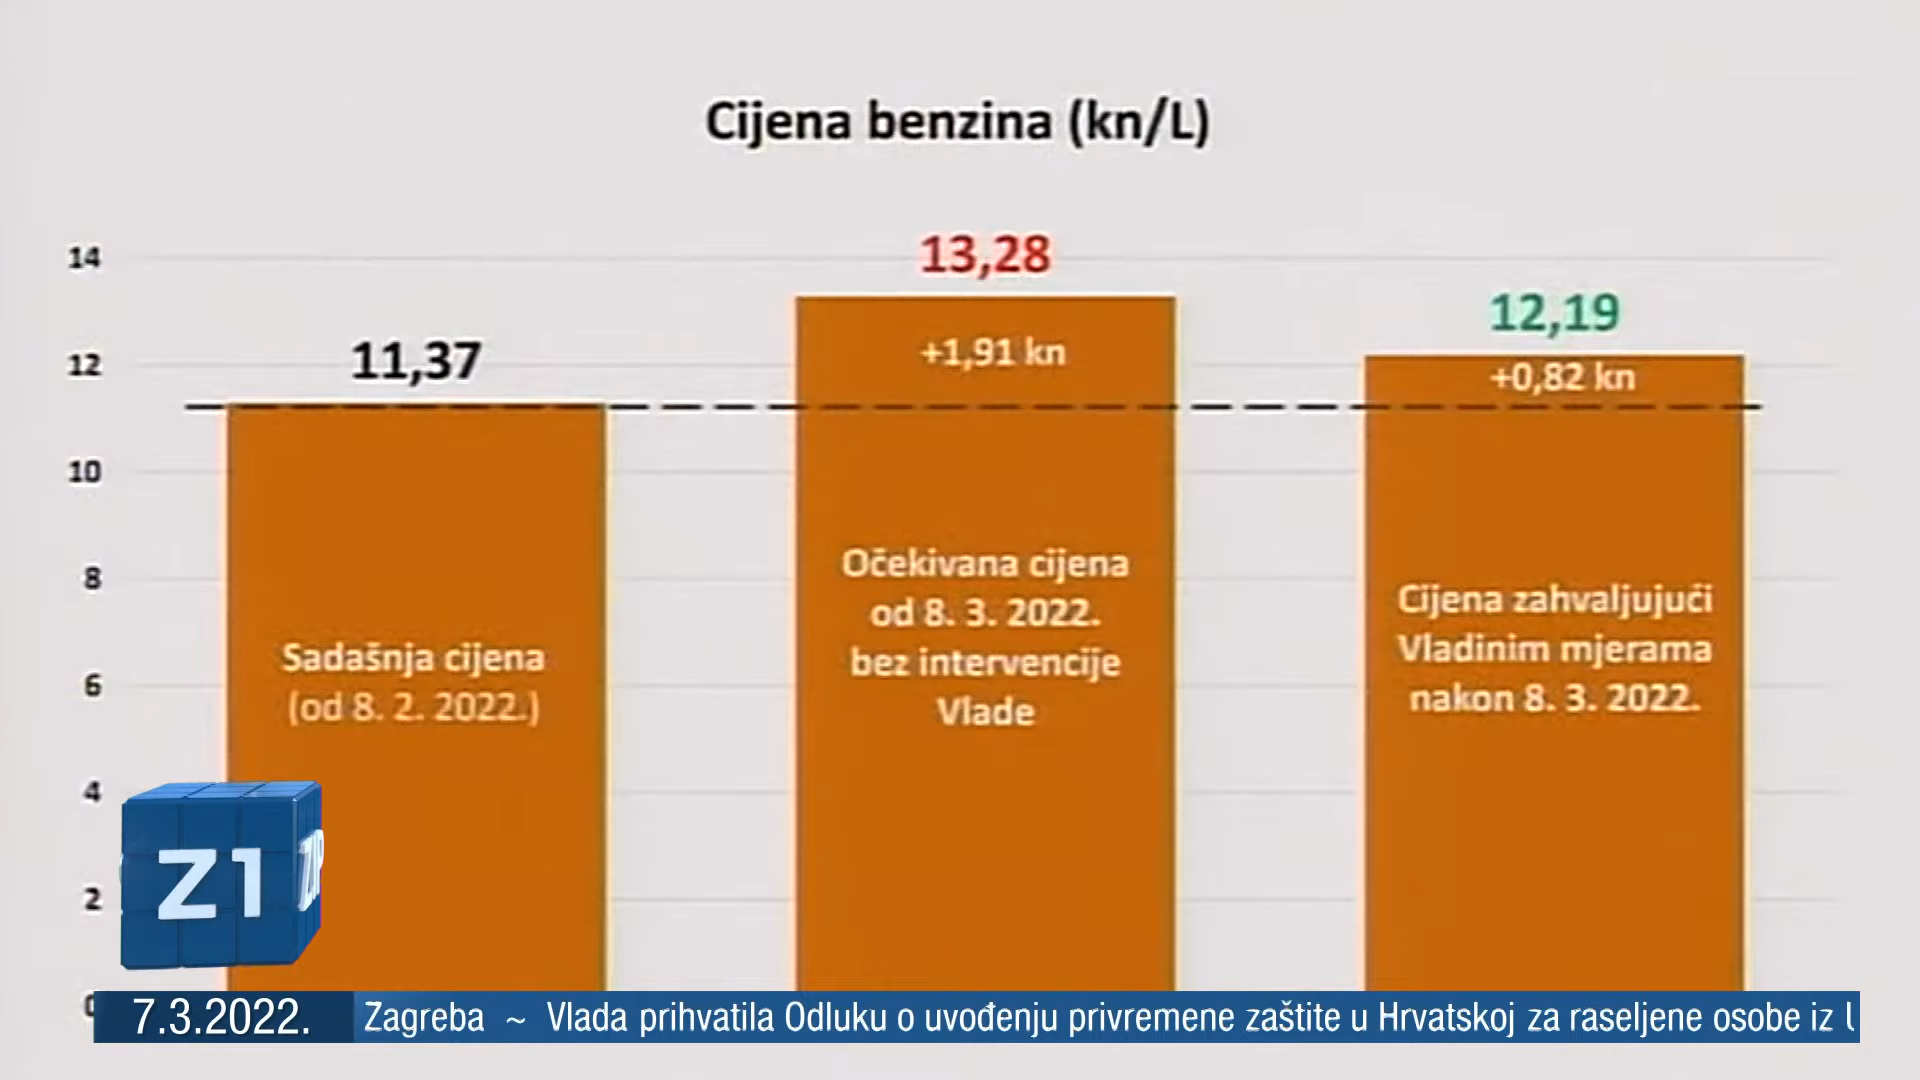 Cijena benzina (kn/L)
14
12
10
8
6
4
2
11,37
13,28
12,19
+1,91 kn
+0,82 kn
Sadašnja cijena
(od 8. 2. 2022.)
Očekivana cijena
od 8. 3. 2022.
bez intervencije
Vlade
Cijena zahvaljujući
Vladinim mjerama
nakon 8. 3. 2022.
Z1
7.3.2022.
Zagreba ~ Vlada prihvatila Odluku o uvođenju privremene zaštite u Hrvatskoj za raseljene osobe iz